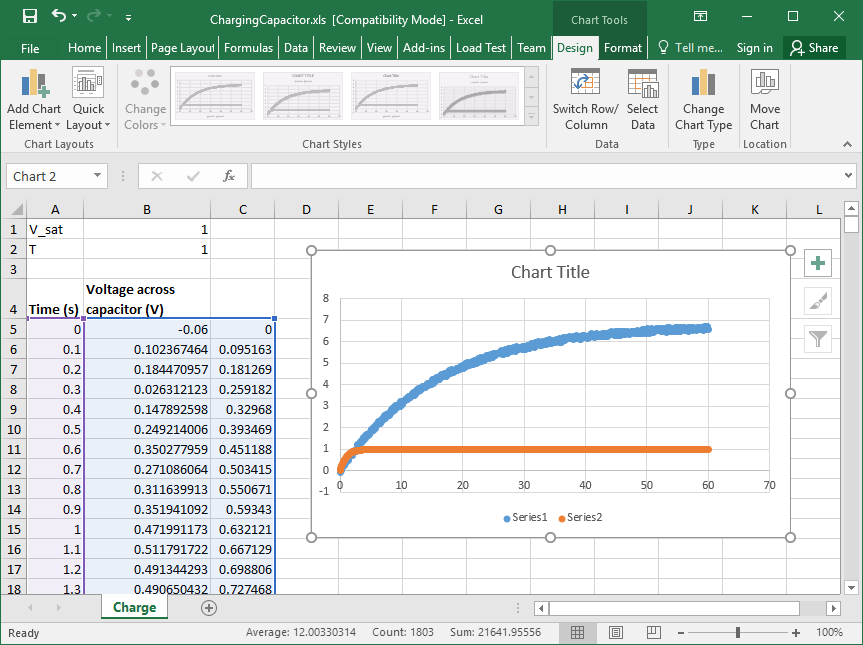 ChargingCapacitor.xls [Compatibility Mode] - Excel
Chart Tools
File Home Insert Page Layout Formulas Data Review View Add-ins Load Test Team Design Format Tell me... Sign in Share
Add Chart Element
Quick Layout
Change Colors
Switch Row/ Column
Select Data
Change Chart Type
Move Chart
Chart Layouts Chart Styles Data Type Location
Chart 2 fx
A B C D E F G H I J K L
1 V_sat 1
2 T 1
3
4 Time (s) Voltage across capacitor (V)
5 0 -0.06 0
6 0.1 0.102367464 0.095163
7 0.2 0.184470957 0.181269
8 0.3 0.026312123 0.259182
9 0.4 0.147892598 0.32968
10 0.5 0.249214006 0.393469
11 0.6 0.350277959 0.451188
12 0.7 0.271086064 0.503415
13 0.8 0.311639913 0.550671
14 0.9 0.351941092 0.59343
15 1 0.471991173 0.632121
16 1.1 0.511791722 0.667129
17 1.2 0.491344293 0.698806
18 1.3 0.490650432 0.727468
Chart Title
8
7
6
5
4
3
2
1
0
-1
0 10 20 30 40 50 60 70
Series1 Series2
Charge
Ready Average: 12.00330314 Count: 1803 Sum: 21641.95556 100%